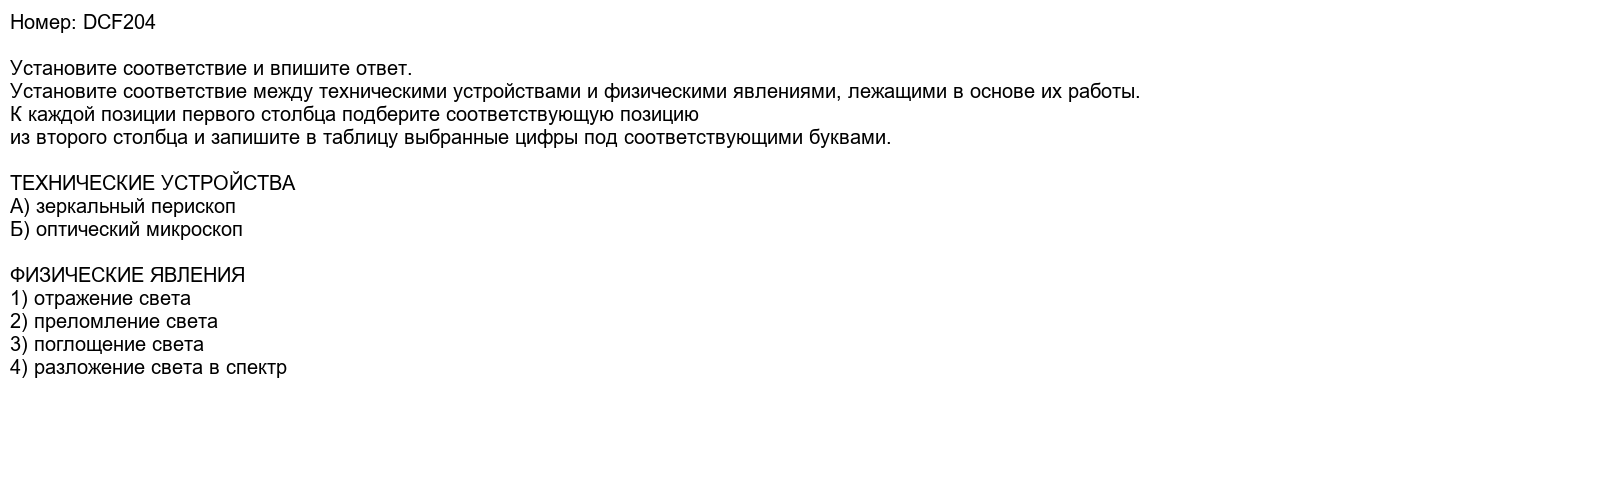 Номер: DCF204
Установите соответствие и впишите ответ.
Установите соответствие между техническими устройствами и физическими явлениями, лежащими в основе их работы.
К каждой позиции первого столбца подберите соответствующую позицию
из второго столбца и запишите в таблицу выбранные цифры под соответствующими буквами.
ТЕХНИЧЕСКИЕ УСТРОЙСТВА
А) зеркальный перископ
Б) оптический микроскоп
ФИЗИЧЕСКИЕ ЯВЛЕНИЯ
1) отражение света
2) преломление света
3) поглощение света
4) разложение света в спектр